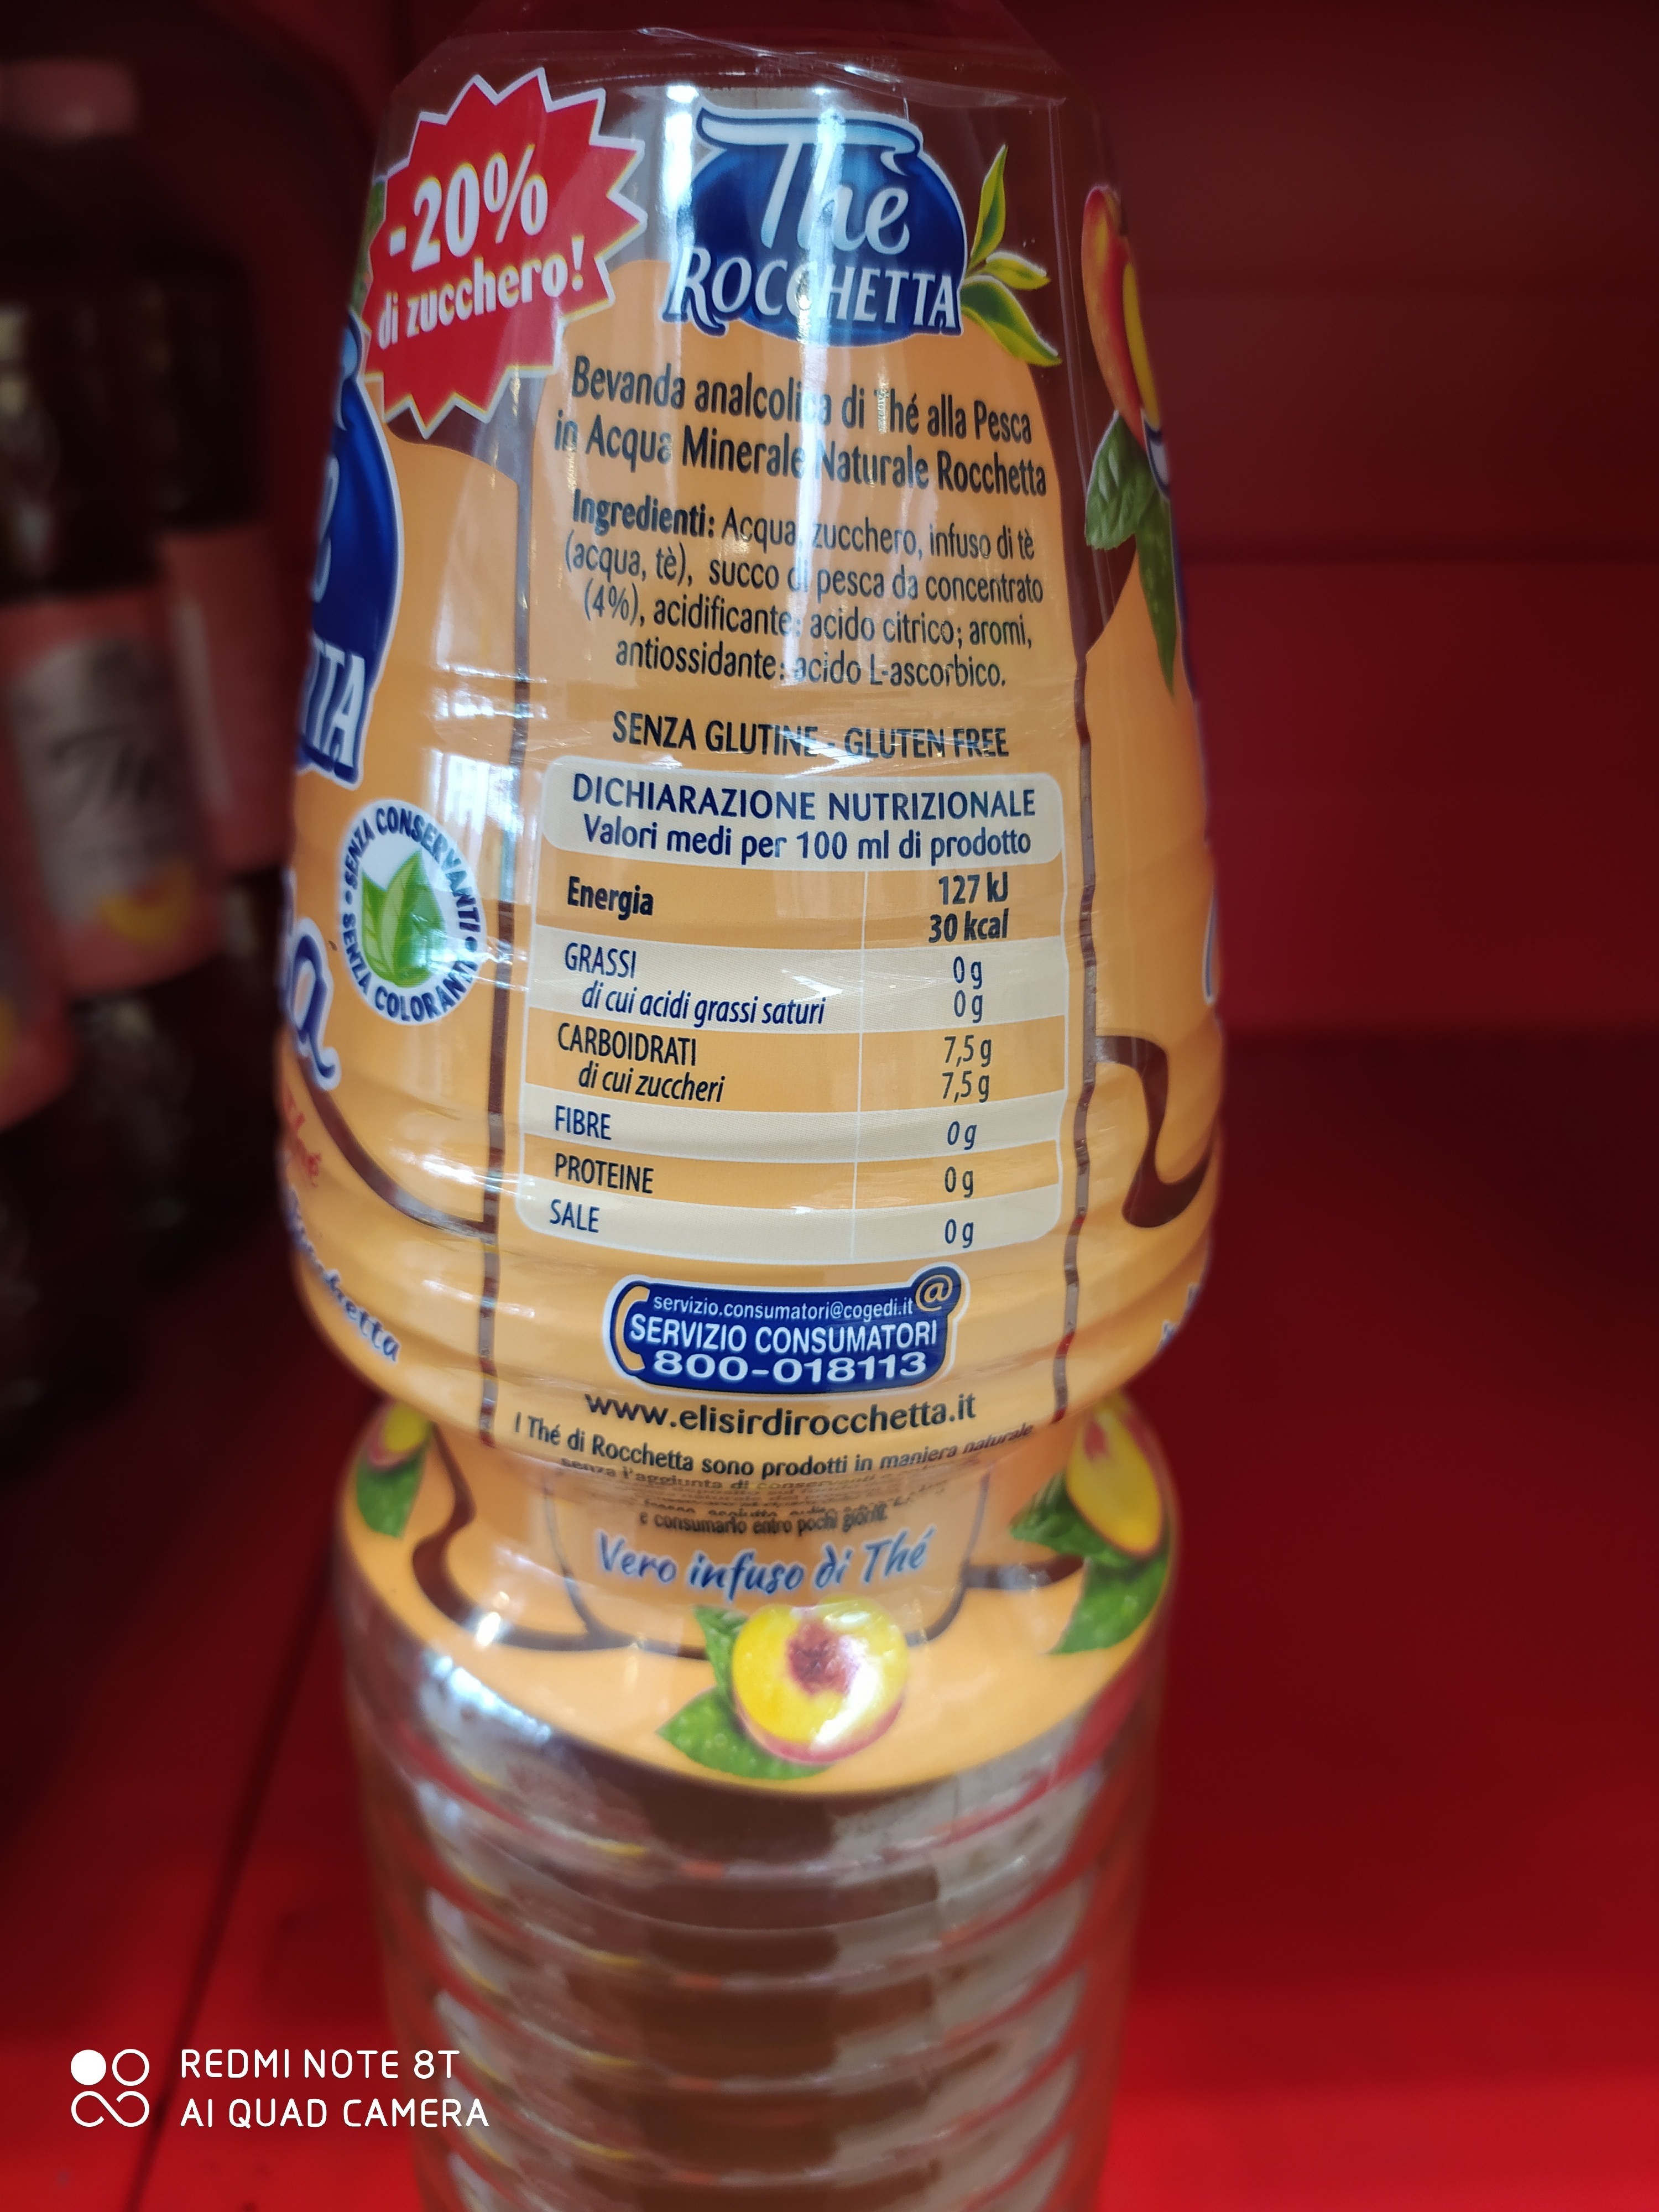 -20%
di zucchero!
Thè
ROCCHETTA
Bevanda analcolica di Thé alla Pesca
in Acqua Minerale Naturale Rocchetta
Ingredienti: Acqua, zucchero, infuso di tè
(acqua, tè), succo di pesca da concentrato
(4%), acidificante: acido citrico; aromi,
antiossidante: acido L-ascorbico.
SENZA GLUTINE - GLUTEN FREE
DICHIARAZIONE NUTRIZIONALE
Valori medi per 100 ml di prodotto
Energia 127 kJ
30 kcal
GRASSI 0 g
di cui acidi grassi saturi 0 g
CARBOIDRATI 7,5 g
di cui zuccheri 7,5 g
FIBRE 0 g
PROTEINE 0 g
SALE 0 g
SENZA CONSERVANTI • SENZA COLORANTI •
servizio.consumatori@cogedi.it @
SERVIZIO CONSUMATORI
800-018113
www.elisirdirocchetta.it
I Thé di Rocchetta sono prodotti in maniera naturale
senza l'aggiunta di
e consumarlo entro pochi giorni.
Vero infuso di Thé
REDMI NOTE 8T
AI QUAD CAMERA